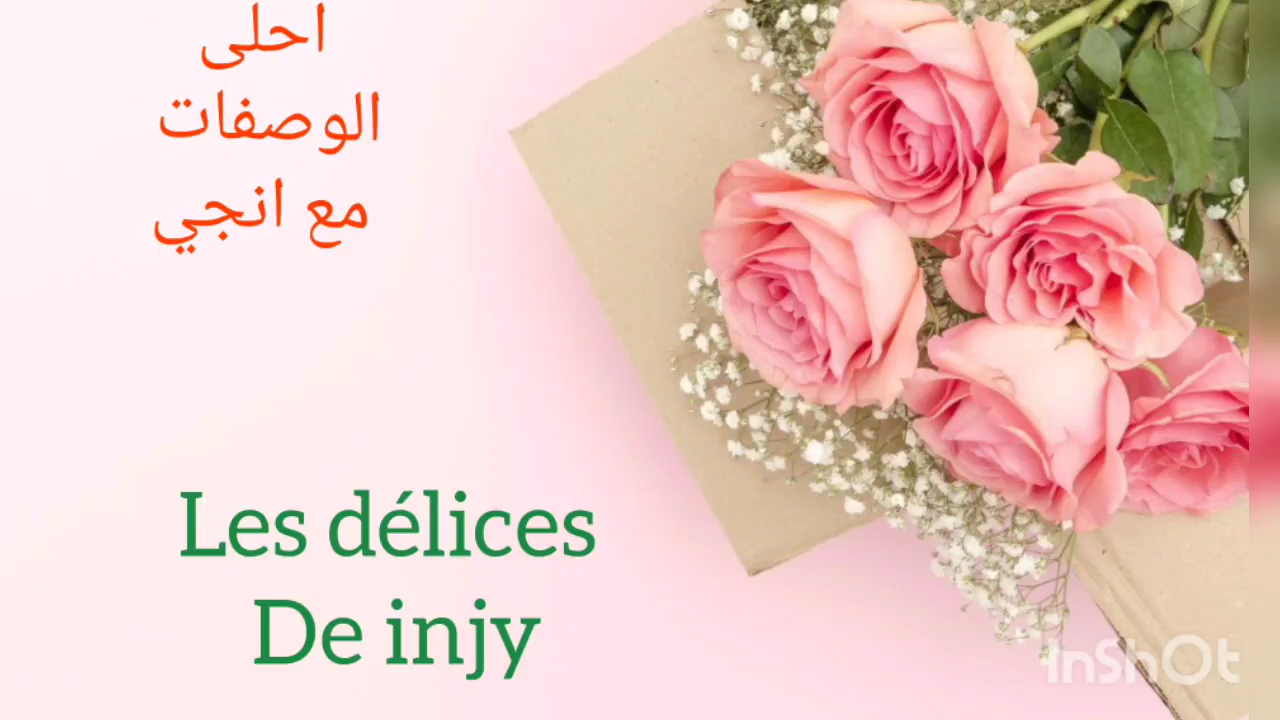 احلى
الوصفات
مع انجي
Les délices
De injy
InShOt